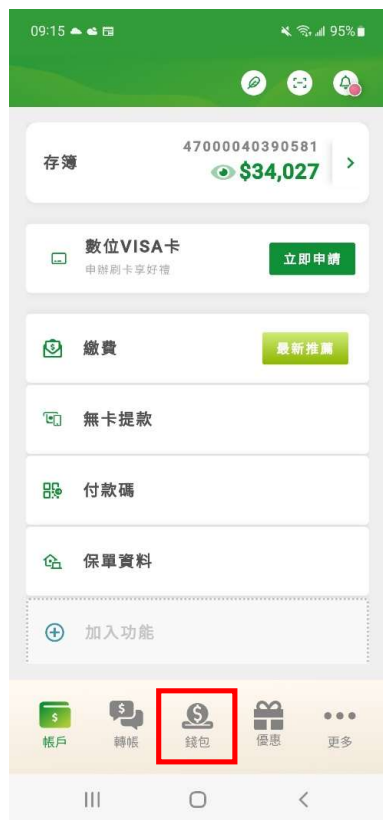 09:15
95%
47000040390581
存簿
$34,027
數位VISA卡
申辦刷卡享好禮
立即申請
繳費
最新推薦
無卡提款
付款碼
保單資料
加入功能
帳戶
轉帳
錢包
優惠
更多